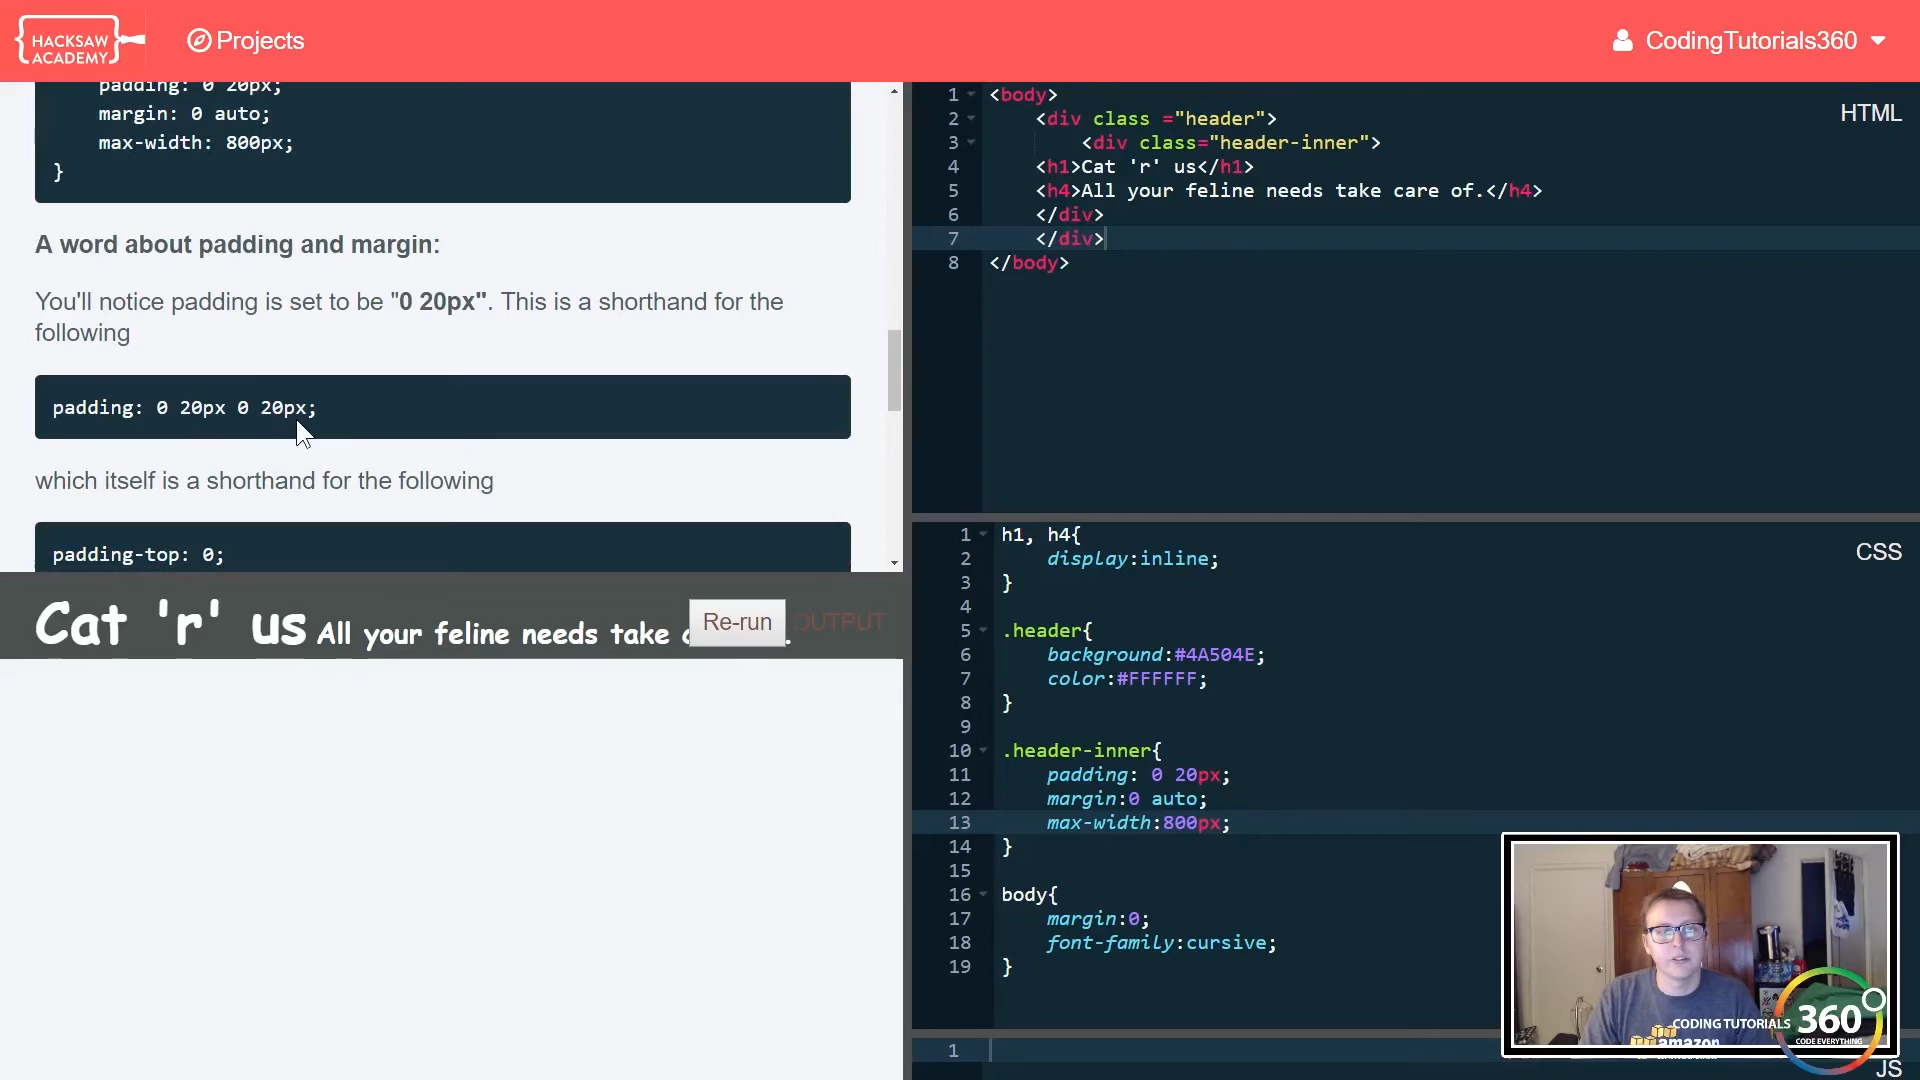 HACKSAW
ACADEMY
Projects
CodingTutorials360
padding: 0 20px;
margin: 0 auto;
max-width: 800px;
}
A word about padding and margin:
You'll notice padding is set to be "0 20px". This is a shorthand for the
following
padding: 0 20px 0 20px;
which itself is a shorthand for the following
padding-top: 0;
Cat 'r' us All your feline needs take
Re-run
OUTPUT
HTML
1 <body>
2 <div class ="header">
3 <div class="header-inner">
4 <h1>Cat 'r' us</h1>
5 <h4>All your feline needs take care of.</h4>
6 </div>
7 </div>
8 </body>
CSS
1 h1, h4{
2 display:inline;
3 }
4
5 .header{
6 background:#4A504E;
7 color:#FFFFFF;
8 }
9
10 .header-inner{
11 padding: 0 20px;
12 margin:0 auto;
13 max-width:800px;
14 }
15
16 body{
17 margin:0;
18 font-family:cursive;
19 }
1
JS
CODING TUTORIALS 360
CODE EVERYTHING
amazon